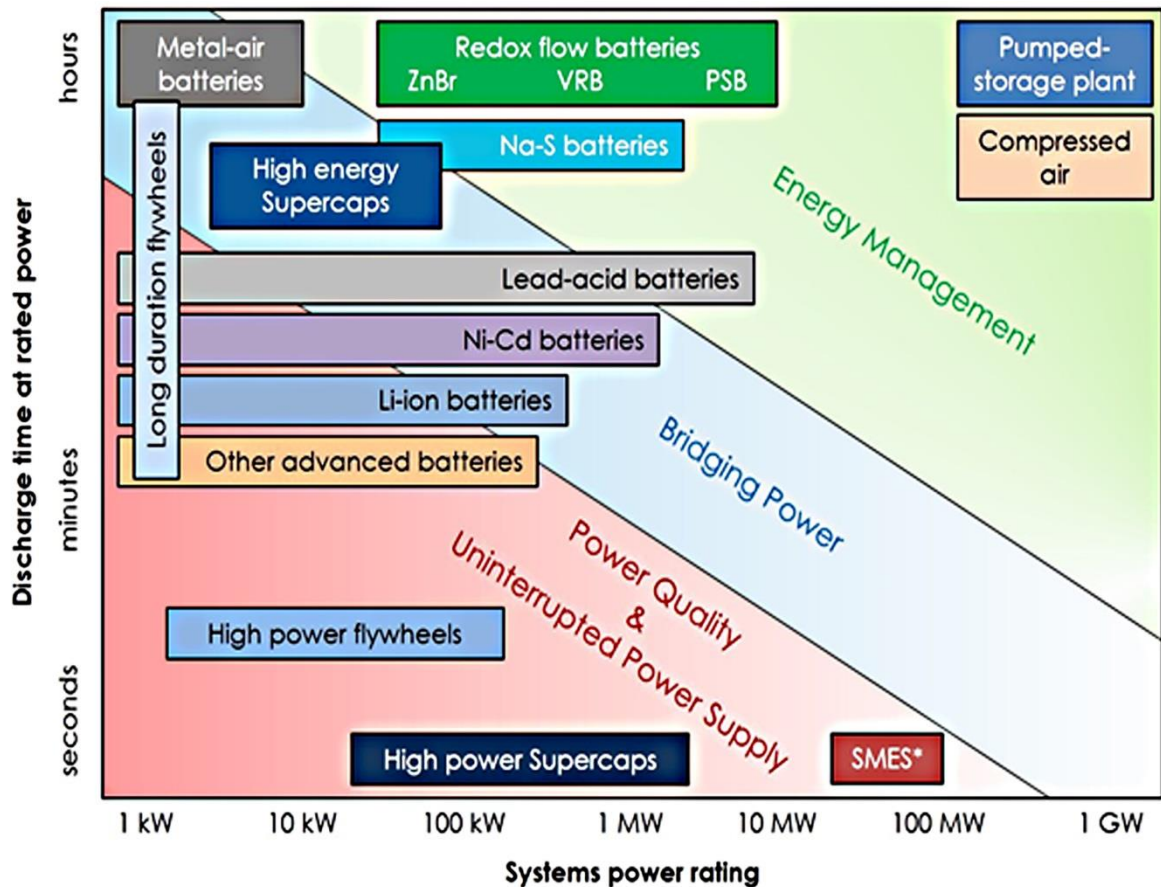 Discharge time at rated power
hours
minutes
seconds
Metal-air
batteries
Redox flow batteries
ZnBr VRB PSB
Pumped-
storage plant
Na-S batteries
Compressed
air
High energy
Supercaps
Long duration flywheels
Energy Management
Lead-acid batteries
Ni-Cd batteries
Li-ion batteries
Other advanced batteries
Bridging Power
Power Quality
&
Uninterrupted Power Supply
High power flywheels
High power Supercaps
SMES*
1 kW 10 kW 100 kW 1 MW 10 MW 100 MW 1 GW
Systems power rating